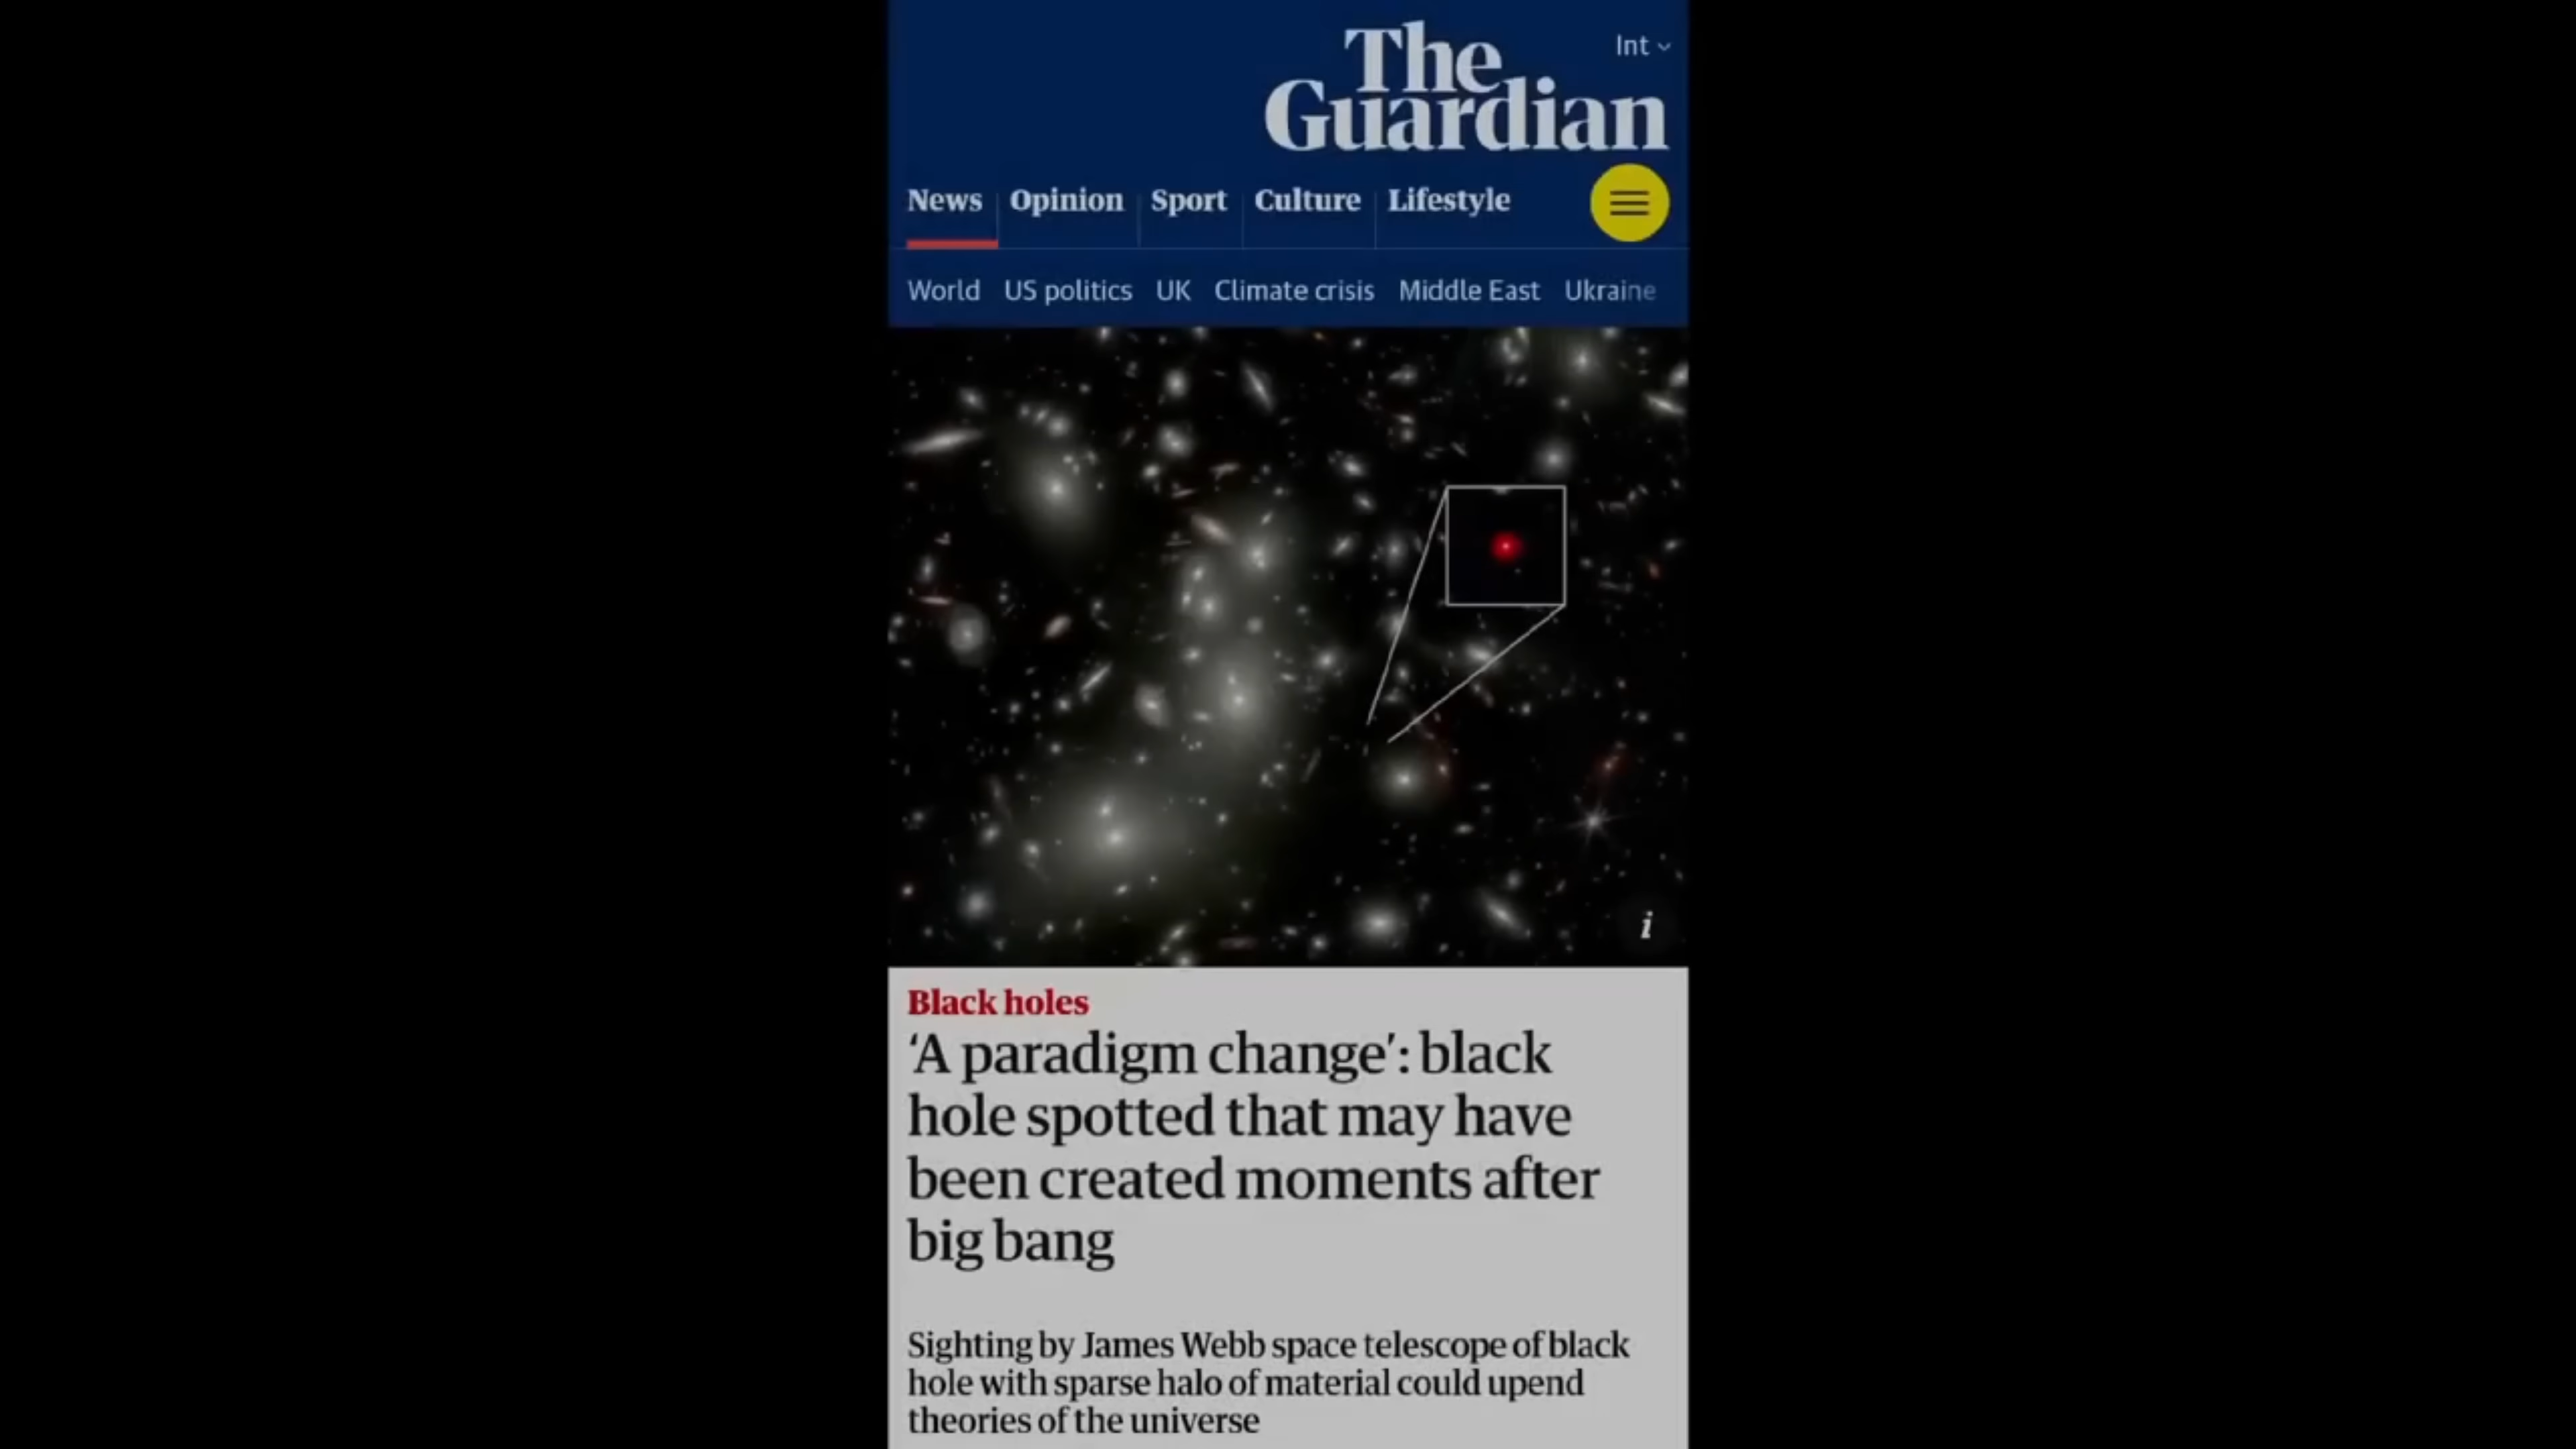 The
Guardian
Int
News Opinion Sport Culture Lifestyle
World US politics UK Climate crisis Middle East Ukraine
i
Black holes
‘A paradigm change’: black
hole spotted that may have
been created moments after
big bang
Sighting by James Webb space telescope of black
hole with sparse halo of material could upend
theories of the universe